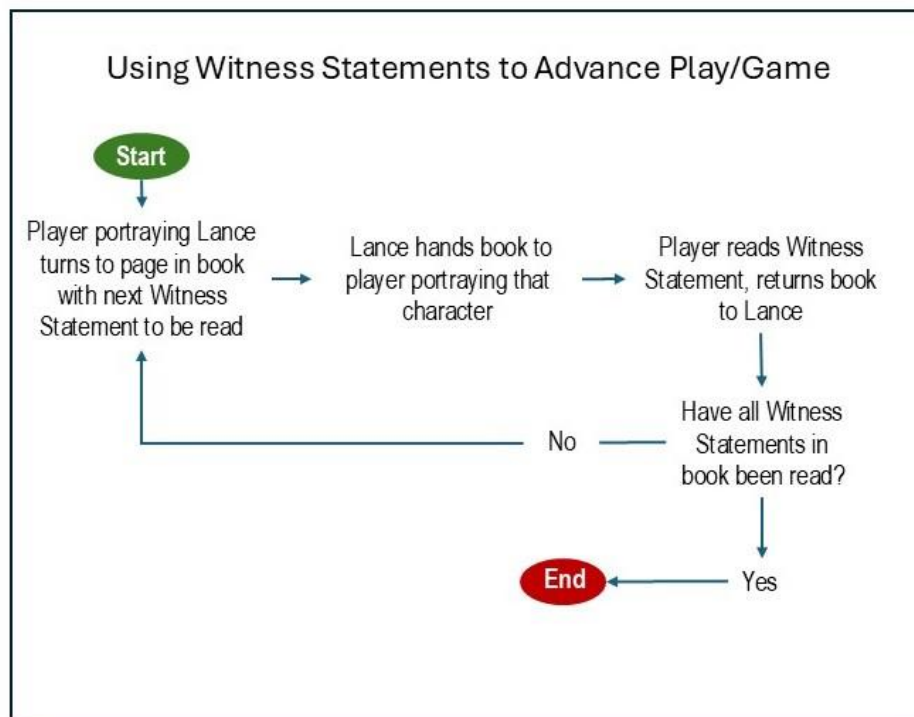 Using Witness Statements to Advance Play/Game
Start
Player portraying Lance
turns to page in book
with next Witness
Statement to be read
Lance hands book to
player portraying that
character
Player reads Witness
Statement, returns book
to Lance
Have all Witness
Statements in
book been read?
No
Yes
End